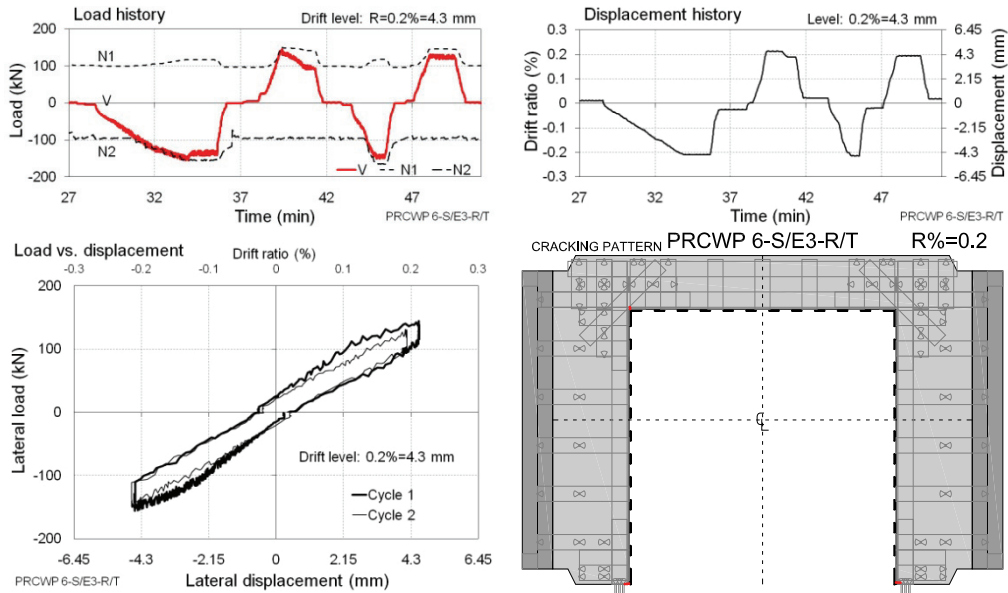 Load history
Drift level: R=0.2%=4.3 mm
200
100
0
-100
-200
Load (kN)
N1
V
N2
V N1 N2
27 32 37 42 47
Time (min)
PRCWP 6-S/E3-R/T
Displacement history
Level: 0.2%=4.3 mm
0.3
0.2
0.1
0.0
-0.1
-0.2
-0.3
Drift ratio (%)
6.45
4.3
2.15
0
-2.15
-4.3
-6.45
Displacement (mm)
27 32 37 42 47
Time (min)
PRCWP 6-S/E3-R/T
Load vs. displacement
Drift ratio (%)
-0.3 -0.2 -0.1 0 0.1 0.2 0.3
200
100
0
-100
-200
Lateral load (kN)
Drift level: 0.2%=4.3 mm
Cycle 1
Cycle 2
-6.45 -4.3 -2.15 0 2.15 4.3 6.45
Lateral displacement (mm)
PRCWP 6-S/E3-R/T
CRACKING PATTERN PRCWP 6-S/E3-R/T R%=0.2